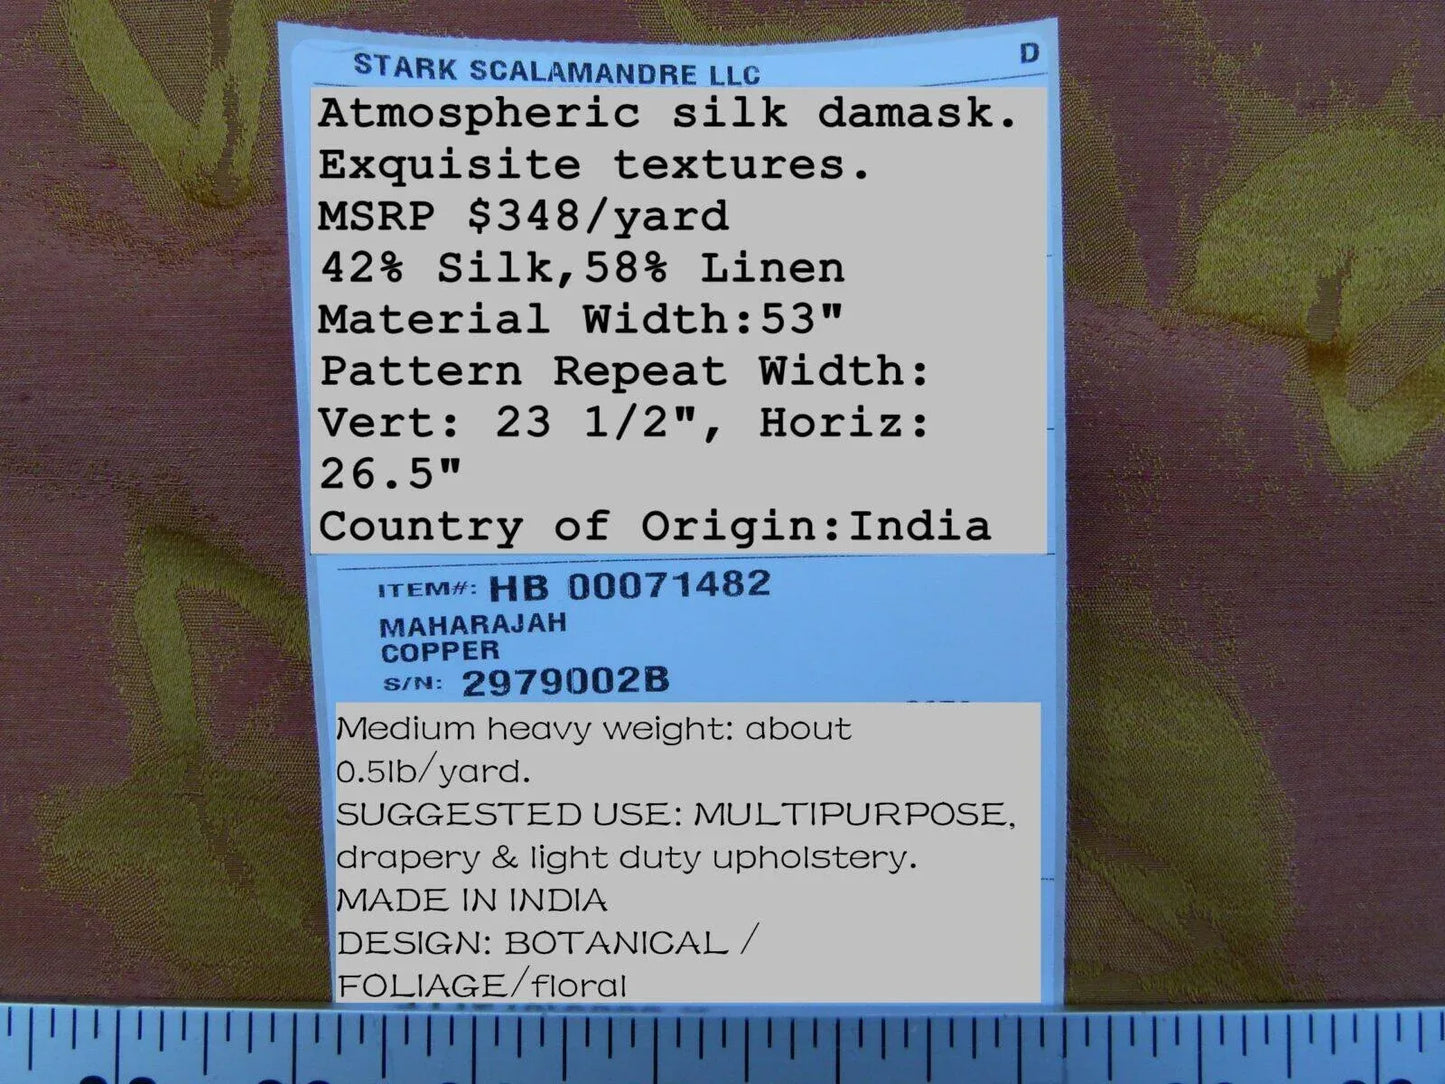 STARK SCALAMANDRE LLC D
Atmospheric silk damask.
Exquisite textures.
MSRP $348/yard
42% Silk,58% Linen
Material Width:53"
Pattern Repeat Width:
Vert: 23 1/2", Horiz:
26.5"
Country of Origin:India
ITEM#: HB 00071482
MAHARAJAH
COPPER
S/N: 2979002B
Medium heavy weight: about
0.5lb/yard.
SUGGESTED USE: MULTIPURPOSE,
drapery & light duty upholstery.
MADE IN INDIA
DESIGN: BOTANICAL /
FOLIAGE/floral